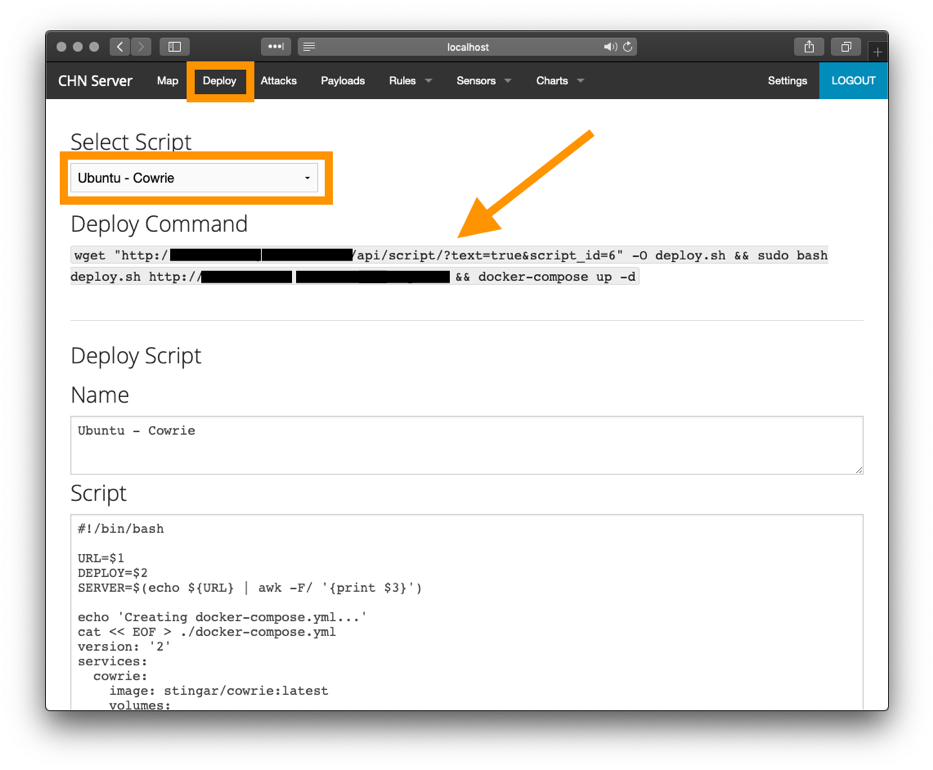 localhost
CHN Server Map Deploy Attacks Payloads Rules Sensors Charts Settings LOGOUT
Select Script
Ubuntu - Cowrie
Deploy Command
wget "http:/ /api/script/?text=true&script_id=6" -O deploy.sh && sudo bash
deploy.sh http:// && docker-compose up -d
Deploy Script
Name
Ubuntu - Cowrie
Script
#!/bin/bash
URL=$1
DEPLOY=$2
SERVER=$(echo ${URL} | awk -F/ '{print $3}')
echo 'Creating docker-compose.yml...'
cat << EOF > ./docker-compose.yml
version: '2'
services:
cowrie:
image: stingar/cowrie:latest
volumes: